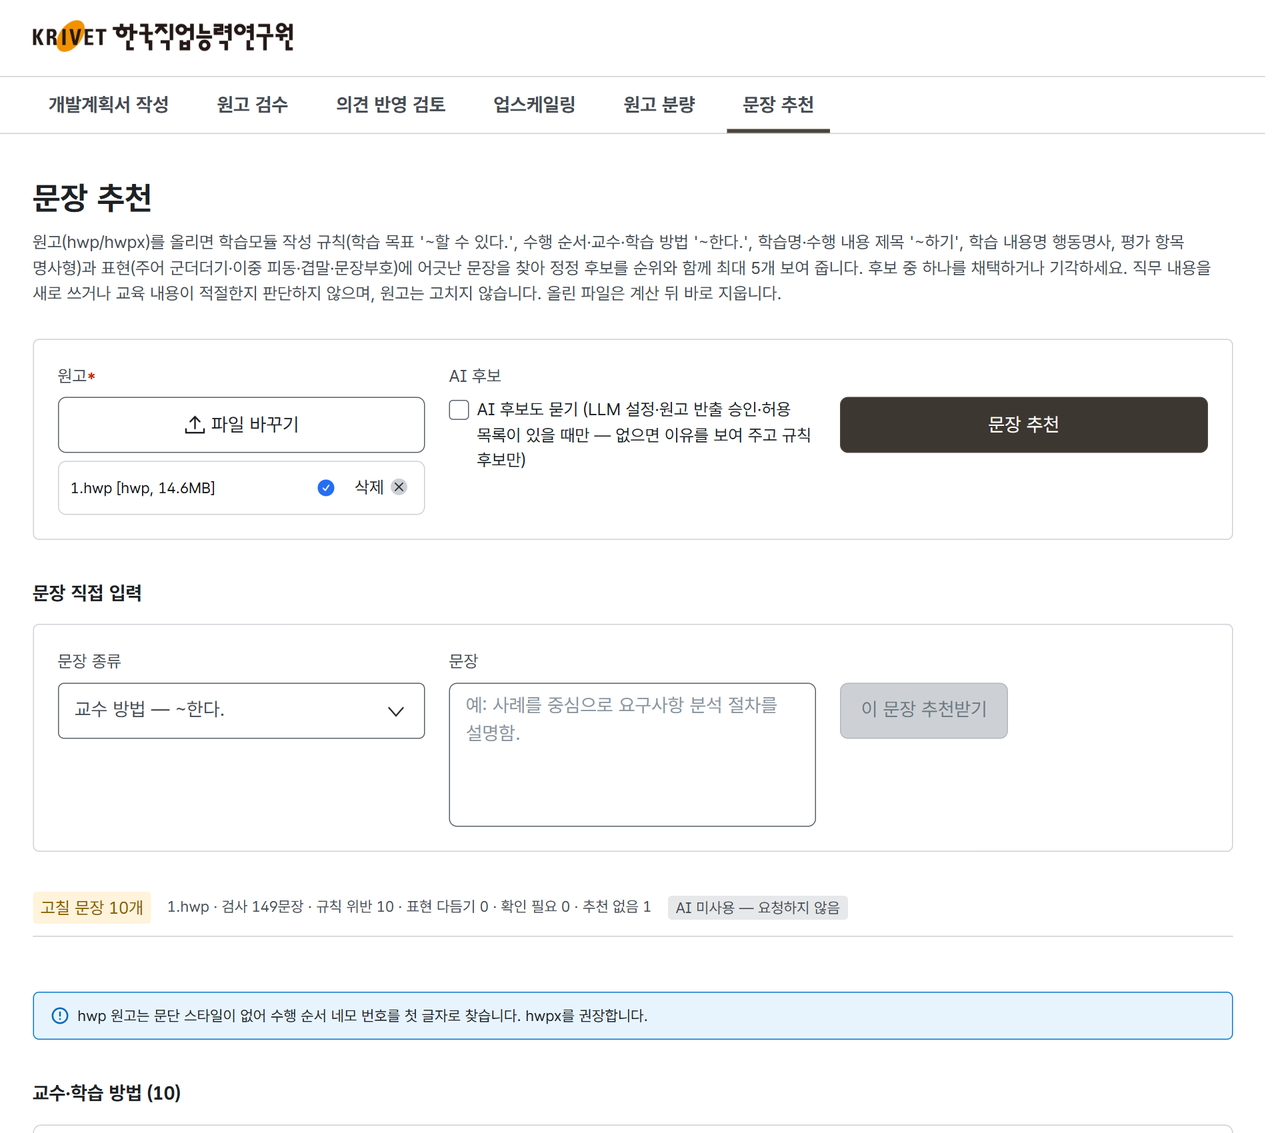 KRIVET 한국직업능력연구원
개발계획서 작성 원고 검수 의견 반영 검토 업스케일링 원고 분량 문장 추천
문장 추천
원고(hwp/hwpx)를 올리면 학습모듈 작성 규칙(학습 목표 '~할 수 있다.', 수행 순서·교수·학습 방법 '~한다.', 학습명·수행 내용 제목 '~하기', 학습 내용명 행동명사, 평가 항목
명사형)과 표현(주어 군더더기·이중 피동·겹말·문장부호)에 어긋난 문장을 찾아 정정 후보를 순위와 함께 최대 5개 보여 줍니다. 후보 중 하나를 채택하거나 기각하세요. 직무 내용을
새로 쓰거나 교육 내용이 적절한지 판단하지 않으며, 원고는 고치지 않습니다. 올린 파일은 계산 뒤 바로 지웁니다.
원고*
파일 바꾸기
1.hwp [hwp, 14.6MB] 삭제
AI 후보
AI 후보도 묻기 (LLM 설정·원고 반출 승인·허용
목록이 있을 때만 — 없으면 이유를 보여 주고 규칙
후보만)
문장 추천
문장 직접 입력
문장 종류
교수 방법 — ~한다.
문장
예: 사례를 중심으로 요구사항 분석 절차를
설명함.
이 문장 추천받기
고칠 문장 10개 1.hwp · 검사 149문장 · 규칙 위반 10 · 표현 다듬기 0 · 확인 필요 0 · 추천 없음 1 AI 미사용 — 요청하지 않음
hwp 원고는 문단 스타일이 없어 수행 순서 네모 번호를 첫 글자로 찾습니다. hwpx를 권장합니다.
교수·학습 방법 (10)